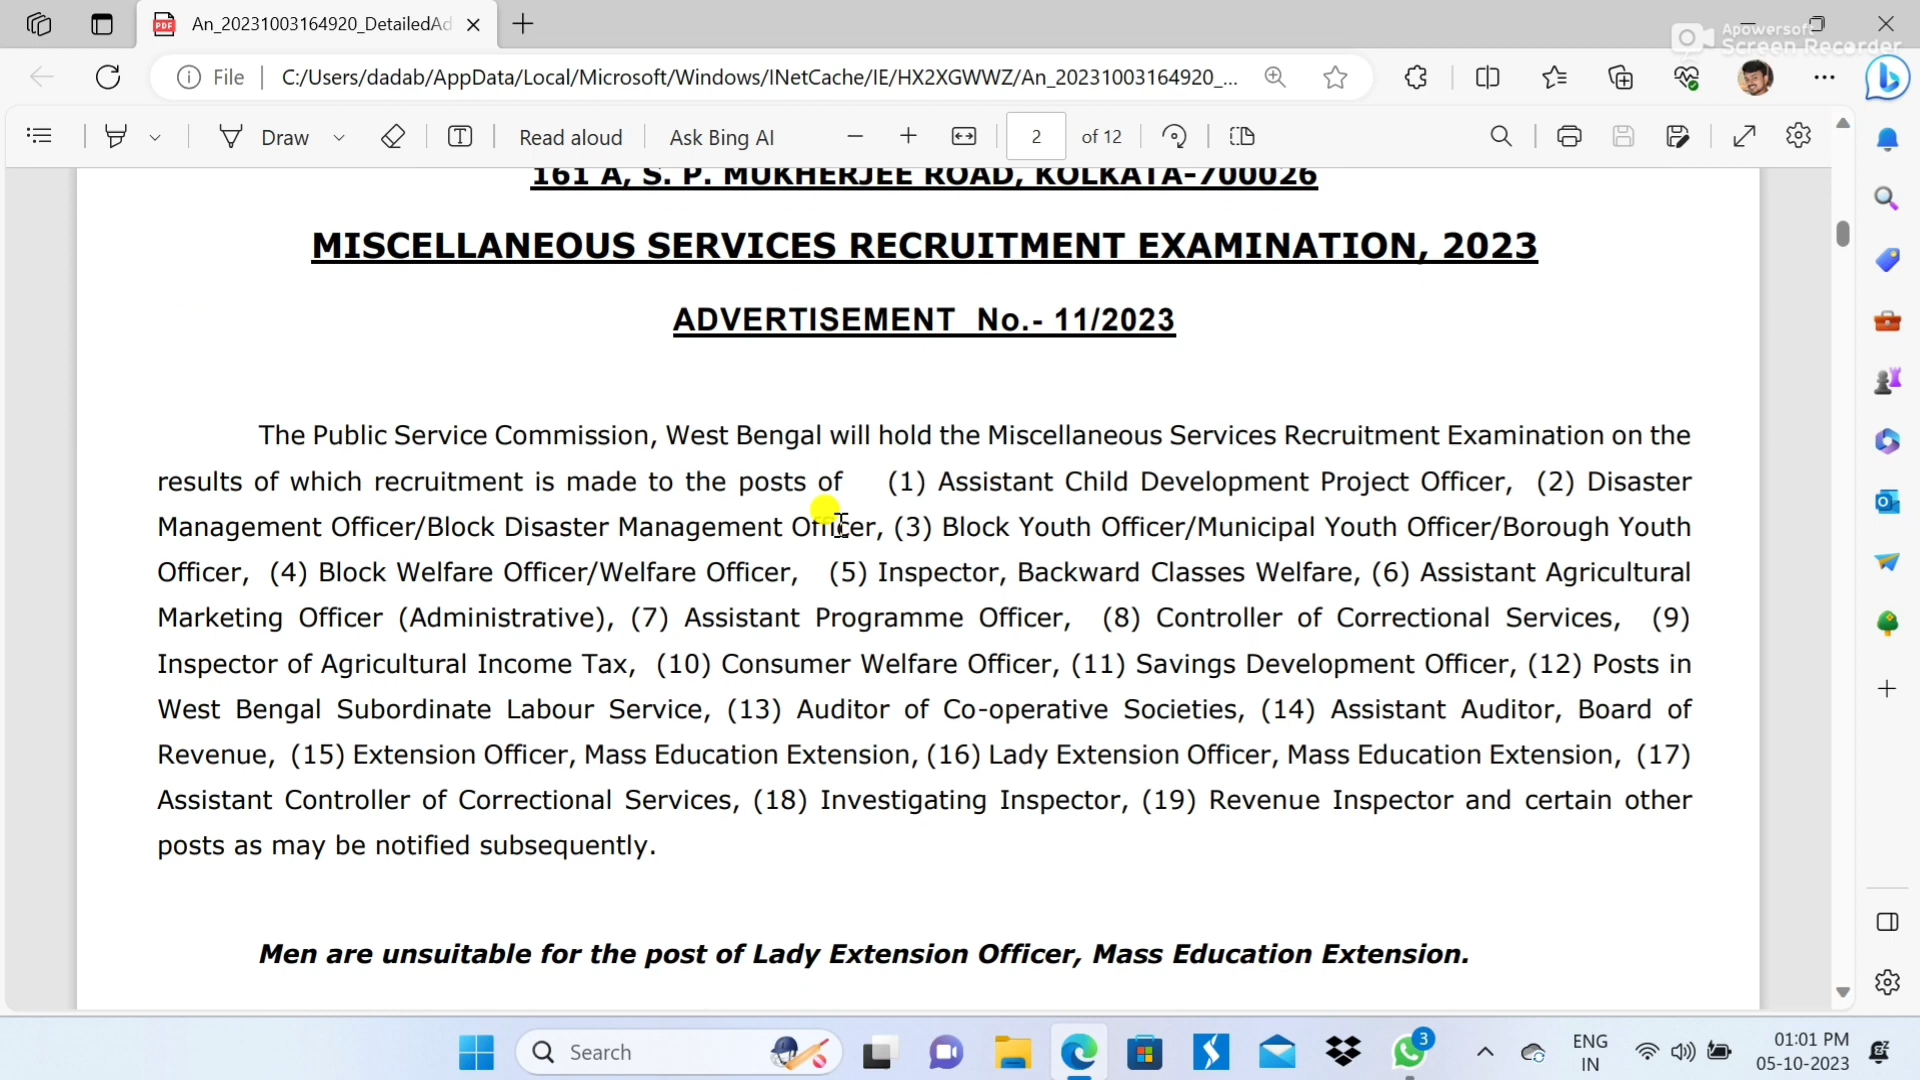 An_20231003164920_DetailedAd
Apowersoft
Screen Recorder
File
C:/Users/dadab/AppData/Local/Microsoft/Windows/INetCache/IE/HX2XGWWZ/An_20231003164920_...
Draw
Read aloud
Ask Bing AI
2
of 12
161 A, S. P. MUKHERJEE ROAD, KOLKATA-700026
MISCELLANEOUS SERVICES RECRUITMENT EXAMINATION, 2023
ADVERTISEMENT No.- 11/2023
The Public Service Commission, West Bengal will hold the Miscellaneous Services Recruitment Examination on the
results of which recruitment is made to the posts of (1) Assistant Child Development Project Officer, (2) Disaster
Management Officer/Block Disaster Management Officer, (3) Block Youth Officer/Municipal Youth Officer/Borough Youth
Officer, (4) Block Welfare Officer/Welfare Officer, (5) Inspector, Backward Classes Welfare, (6) Assistant Agricultural
Marketing Officer (Administrative), (7) Assistant Programme Officer, (8) Controller of Correctional Services, (9)
Inspector of Agricultural Income Tax, (10) Consumer Welfare Officer, (11) Savings Development Officer, (12) Posts in
West Bengal Subordinate Labour Service, (13) Auditor of Co-operative Societies, (14) Assistant Auditor, Board of
Revenue, (15) Extension Officer, Mass Education Extension, (16) Lady Extension Officer, Mass Education Extension, (17)
Assistant Controller of Correctional Services, (18) Investigating Inspector, (19) Revenue Inspector and certain other
posts as may be notified subsequently.
Men are unsuitable for the post of Lady Extension Officer, Mass Education Extension.
Search
3
ENG
IN
01:01 PM
05-10-2023